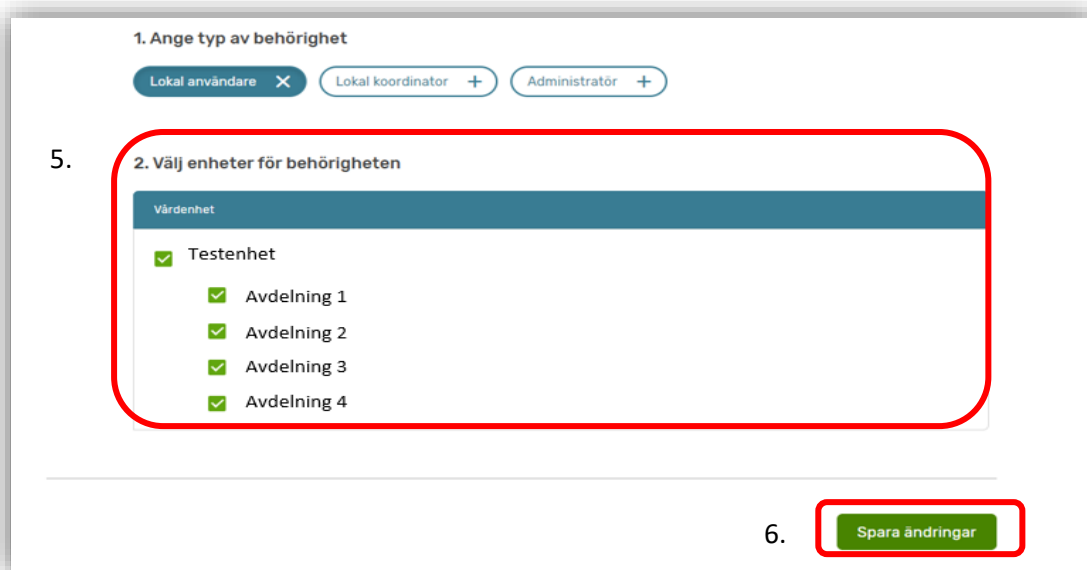 1. Ange typ av behörighet
Lokal användare Lokal koordinator Administratör
5.
2. Välj enheter för behörigheten
Vårdenhet
Testenhet
Avdelning 1
Avdelning 2
Avdelning 3
Avdelning 4
6.
Spara ändringar